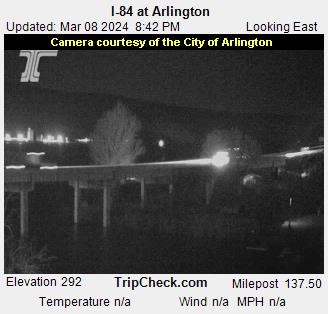 I-84 at Arlington
Updated: Mar 08 2024 8:42 PM Looking East
Camera courtesy of the City of Arlington
Elevation 292 TripCheck.com Milepost 137.50
Temperature n/a Wind n/a MPH n/a